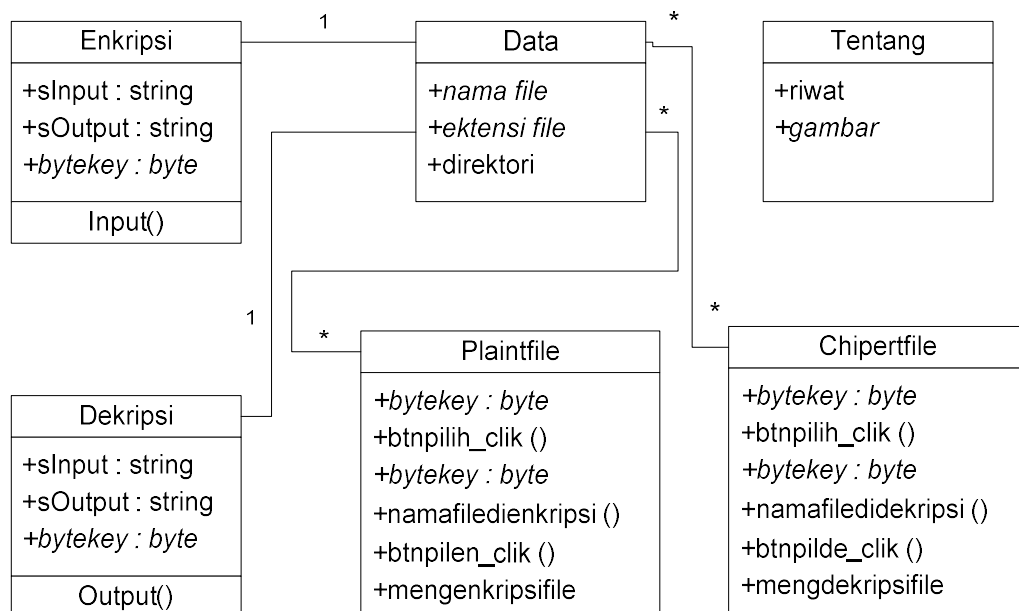 Enkripsi
+sInput : string
+sOutput : string
+bytekey : byte
Input()
1
Data
+nama file
+ektensi file
+direktori
*
*
Tentang
+riwat
+gambar
1
Dekripsi
+sInput : string
+sOutput : string
+bytekey : byte
Output()
*
Plaintfile
+bytekey : byte
+btnpilih_clik ()
+bytekey : byte
+namafiledienkripsi ()
+btnpilen_clik ()
+mengenkripsifile
*
Chipertfile
+bytekey : byte
+btnpilih_clik ()
+bytekey : byte
+namafiledidekripsi ()
+btnpilde_clik ()
+mengdekripsifile